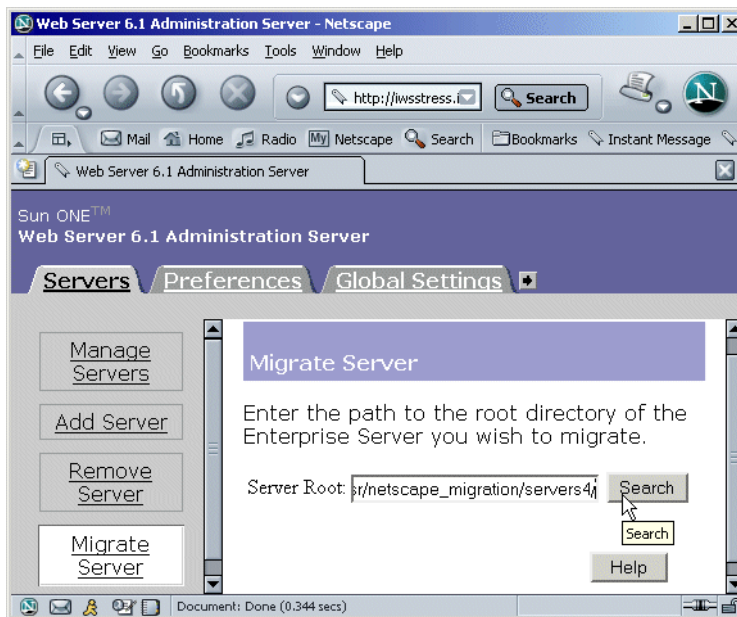 Web Server 6.1 Administration Server - Netscape
File Edit View Go Bookmarks Tools Window Help
http://iwsstress.i Search N
Mail Home Radio My Netscape Search Bookmarks Instant Message
Web Server 6.1 Administration Server
Sun ONE™
Web Server 6.1 Administration Server
Servers Preferences Global Settings
Manage
Servers
Add Server
Remove
Server
Migrate
Server
Migrate Server
Enter the path to the root directory of the
Enterprise Server you wish to migrate.
Server Root: sr/netscape_migration/servers4/ Search
Search
Help
Document: Done (0.344 secs)